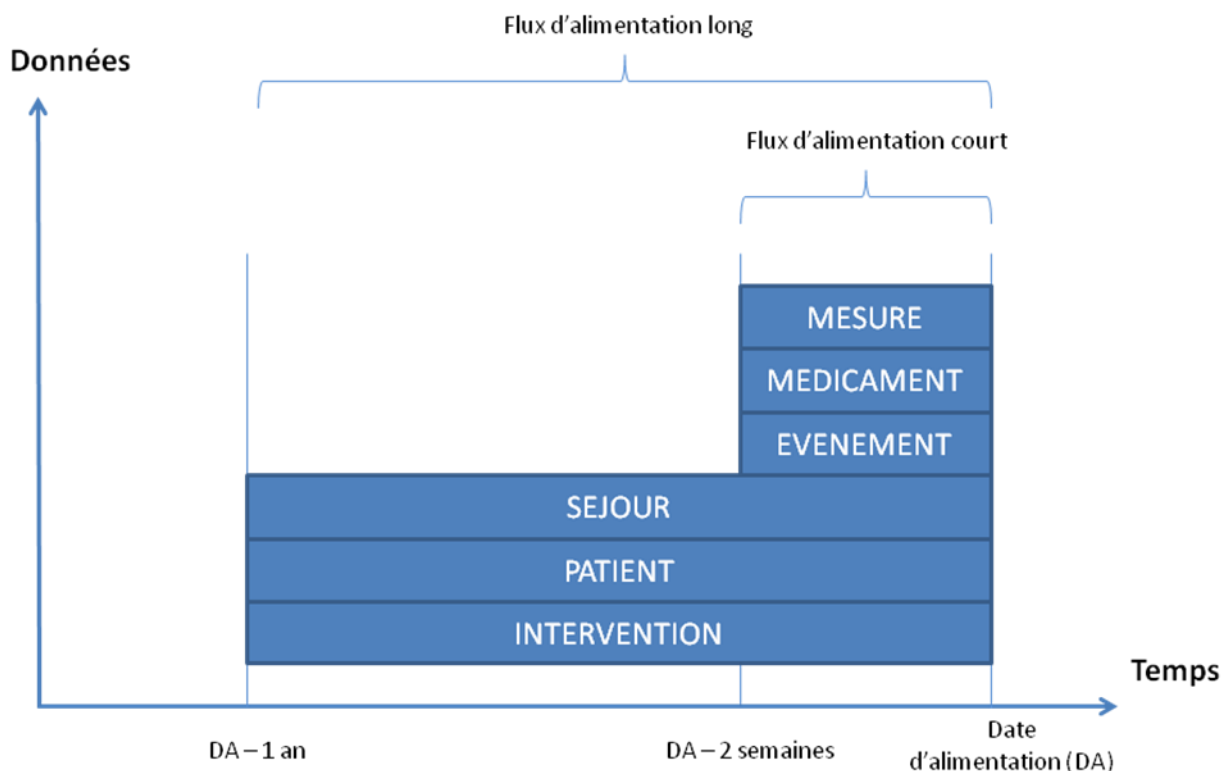 Flux d'alimentation long
Données
Flux d'alimentation court
MESURE
MEDICAMENT
EVENEMENT
SEJOUR
PATIENT
INTERVENTION
Temps
DA – 1 an
DA – 2 semaines
Date
d'alimentation (DA)